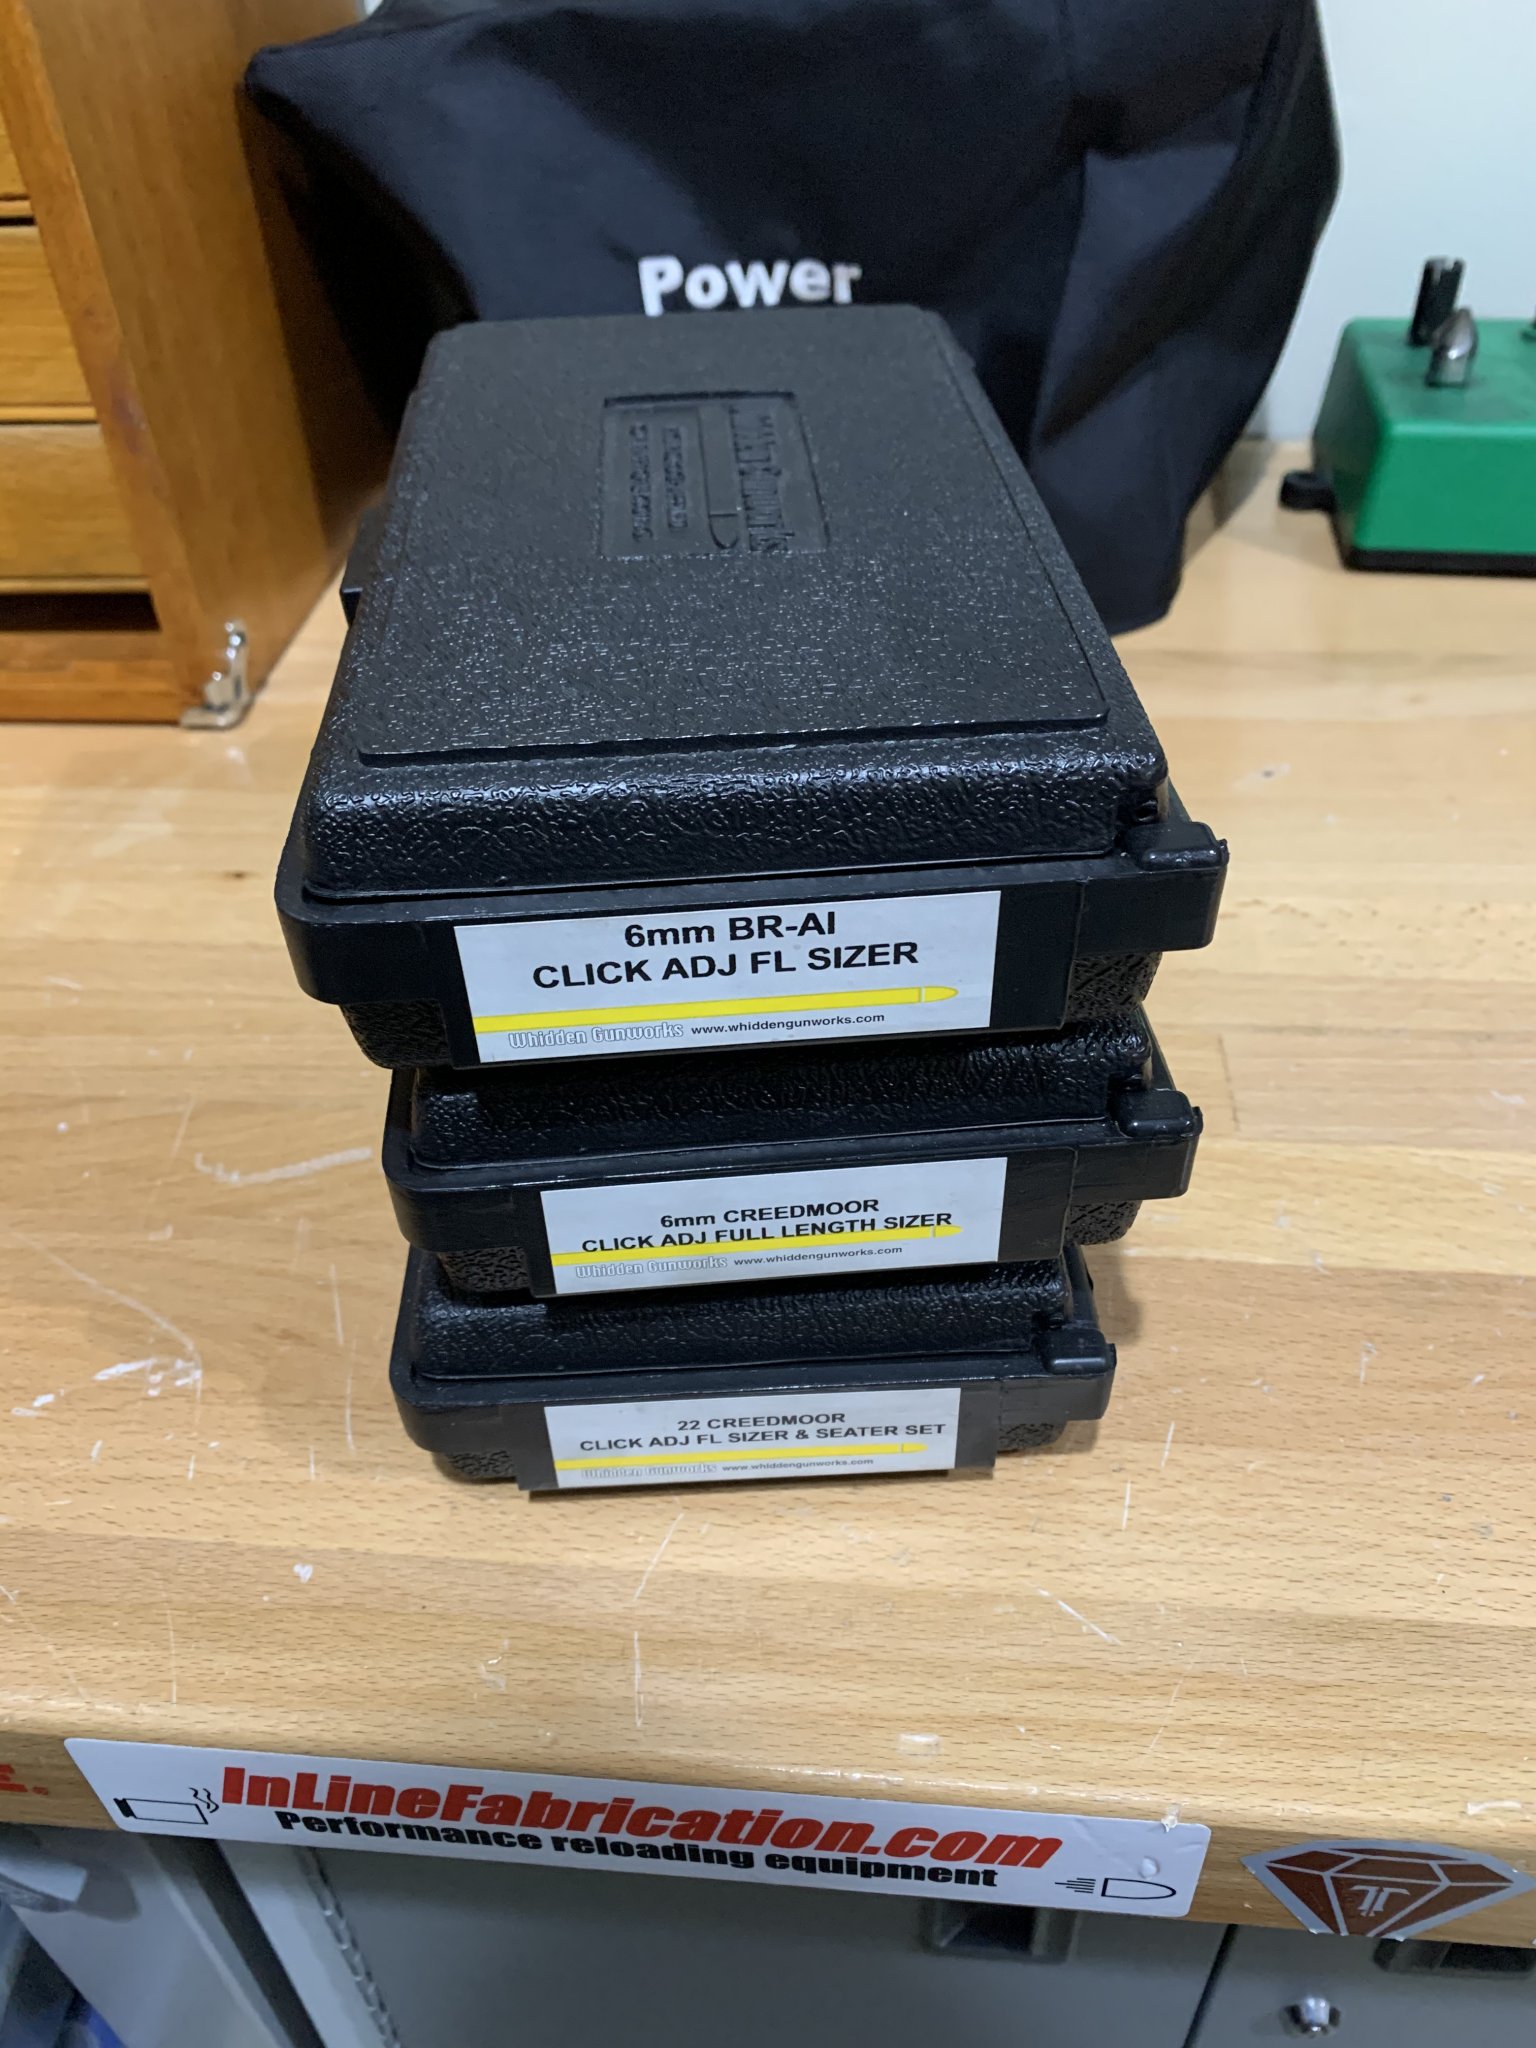 Power
6mm BR-AI
CLICK ADJ FL SIZER
Whidden Gunworks www.whiddengunworks.com
6mm CREEDMOOR
CLICK ADJ FULL LENGTH SIZER
Whidden Gunworks www.whiddengunworks.com
22 CREEDMOOR
CLICK ADJ FL SIZER & SEATER SET
Whidden Gunworks www.whiddengunworks.com
E.
InLineFabrication.com
Performance reloading equipment